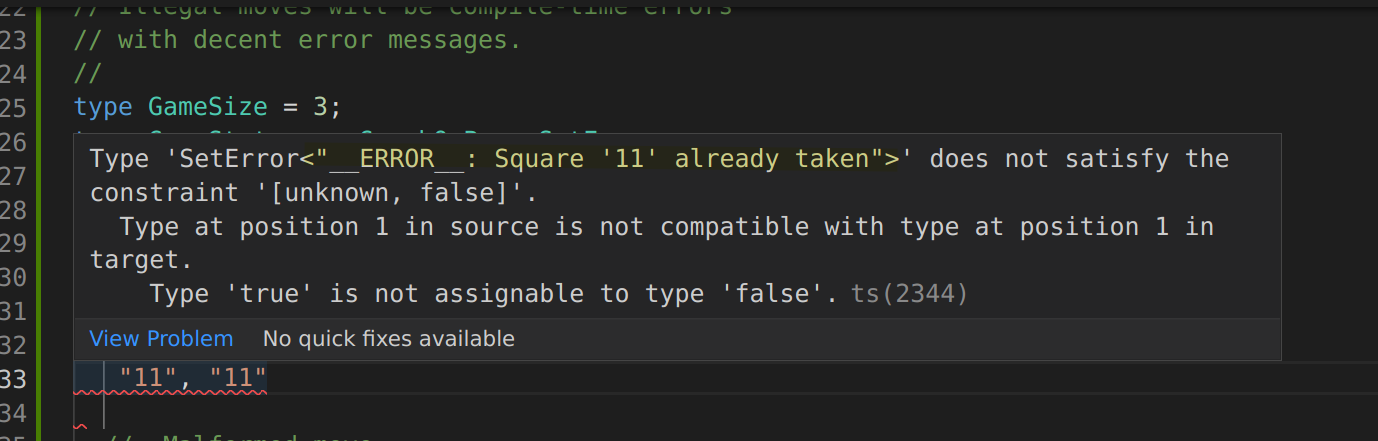 22 // Illegal moves will be compile-time errors
23 // with decent error messages.
24 //
25 type GameSize = 3;
26
Type 'SetError<"__ERROR__: Square '11' already taken">' does not satisfy the
27
constraint '[unknown, false]'.
28
Type at position 1 in source is not compatible with type at position 1 in
29
target.
30
Type 'true' is not assignable to type 'false'. ts(2344)
31
32
View Problem No quick fixes available
33 "11", "11"
34
35 // Malformed move